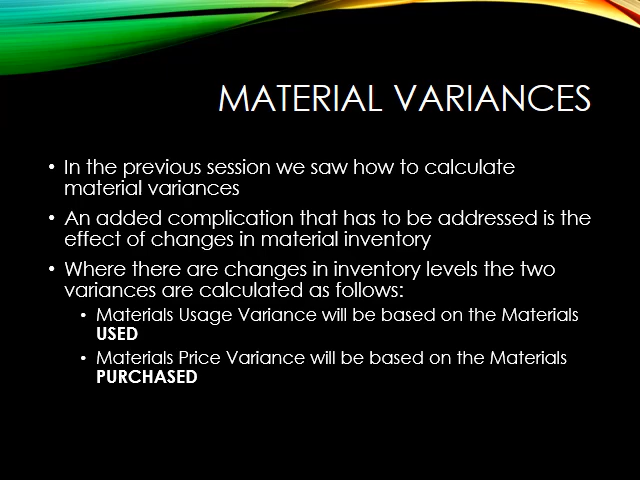 MATERIAL VARIANCES
• In the previous session we saw how to calculate
material variances
• An added complication that has to be addressed is the
effect of changes in material inventory
• Where there are changes in inventory levels the two
variances are calculated as follows:
• Materials Usage Variance will be based on the Materials
USED
• Materials Price Variance will be based on the Materials
PURCHASED